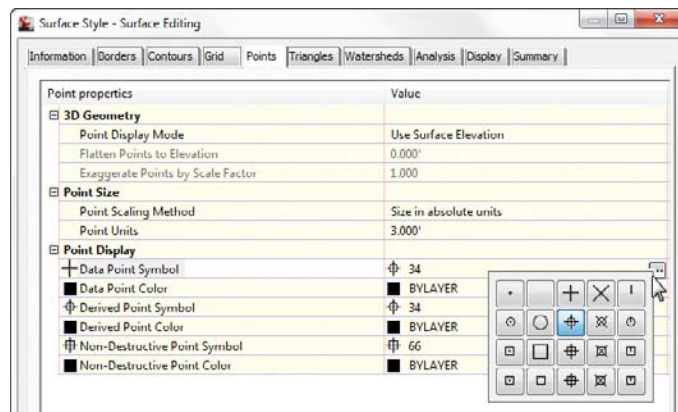 Surface Style - Surface Editing
Information Borders Contours Grid Points Triangles Watersheds Analysis Display Summary
Point properties Value
3D Geometry
Point Display Mode Use Surface Elevation
Flatten Points to Elevation 0.000'
Exaggerate Points by Scale Factor 1.000
Point Size
Point Scaling Method Size in absolute units
Point Units 3.000'
Point Display
Data Point Symbol 34 ...
Data Point Color BYLAYER
Derived Point Symbol 34
Derived Point Color BYLAYER
Non-Destructive Point Symbol 66
Non-Destructive Point Color BYLAYER